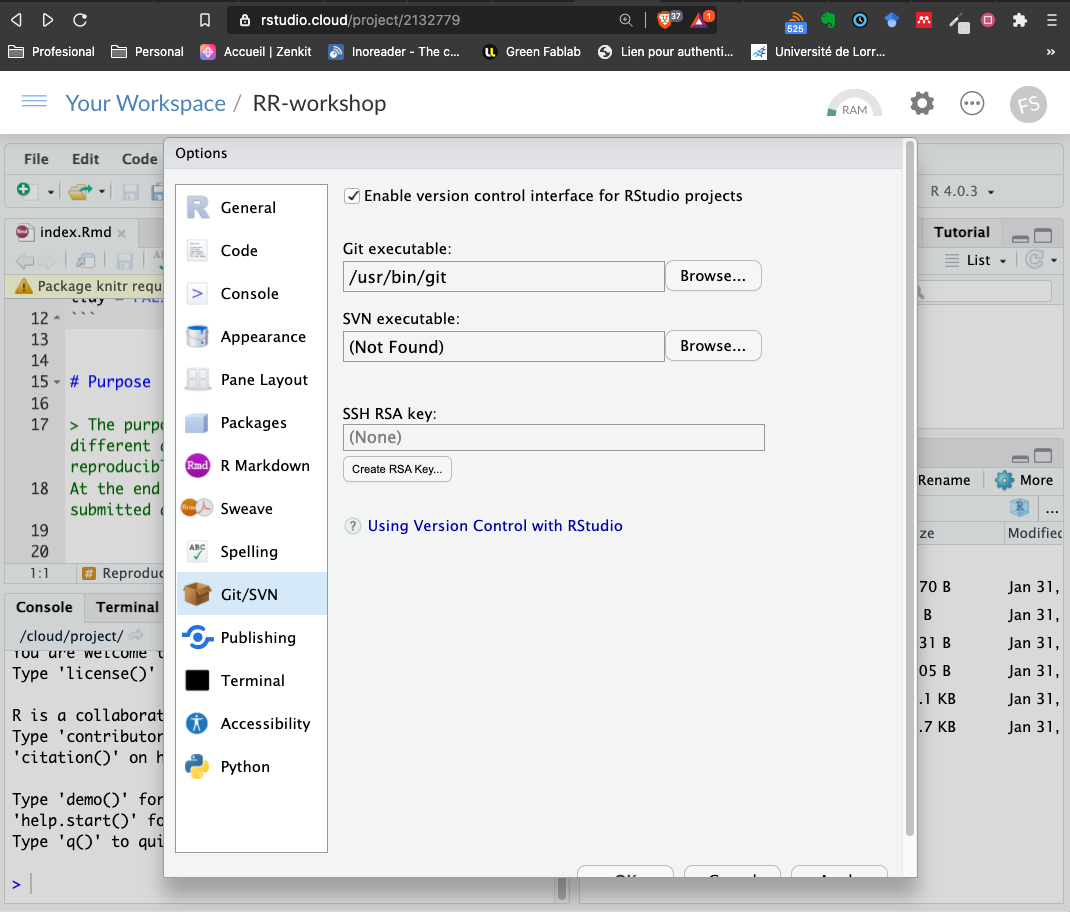 rstudio.cloud/project/2132779
37
1
525
Profesional
Personal
Accueil | Zenkit
Inoreader - The c...
Green Fablab
Lien pour authenti...
Université de Lorr...
»
Your Workspace / RR-workshop
RAM
FS
File Edit Code
Options
R 4.0.3
index.Rmd
Tutorial
List
Package knitr requ
12 ```
13
14
15 # Purpose
16
17 > The purpo
different
reproducibl
18 At the end
submitted
19
20
1:1 # Reproduc
Console Terminal
/cloud/project/
You are welcome t
Type 'license()'
R is a collaborat
Type 'contributor
'citation()' on h
Type 'demo()' for
'help.start()' fo
Type 'q()' to qui
>
R General
Code
> Console
Appearance
Pane Layout
Packages
Rmd R Markdown
Sweave
ABC Spelling
Git/SVN
Publishing
Terminal
Accessibility
Python
Enable version control interface for RStudio projects
Git executable:
/usr/bin/git Browse...
SVN executable:
(Not Found) Browse...
SSH RSA key:
(None)
Create RSA Key...
? Using Version Control with RStudio
Rename More
R ...
ze Modified
70 B Jan 31,
B Jan 31,
31 B Jan 31,
05 B Jan 31,
.1 KB Jan 31,
.7 KB Jan 31,